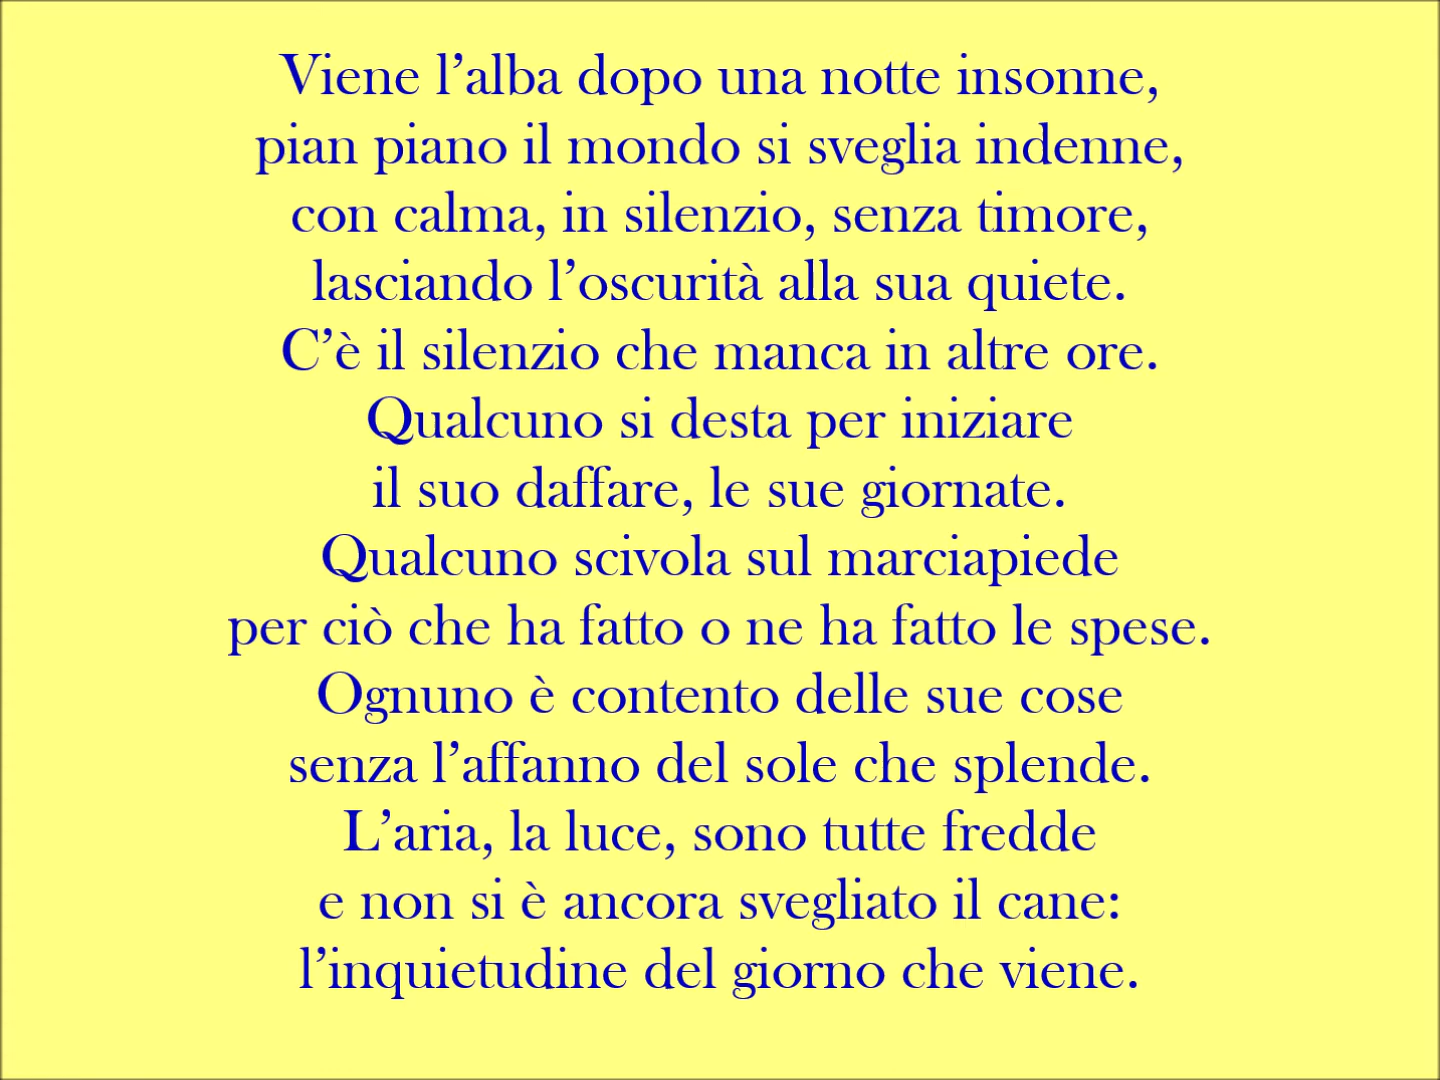 Viene l’alba dopo una notte insonne,
pian piano il mondo si sveglia indenne,
con calma, in silenzio, senza timore,
lasciando l’oscurità alla sua quiete.
C’è il silenzio che manca in altre ore.
Qualcuno si desta per iniziare
il suo daffare, le sue giornate.
Qualcuno scivola sul marciapiede
per ciò che ha fatto o ne ha fatto le spese.
Ognuno è contento delle sue cose
senza l’affanno del sole che splende.
L’aria, la luce, sono tutte fredde
e non si è ancora svegliato il cane:
l’inquietudine del giorno che viene.